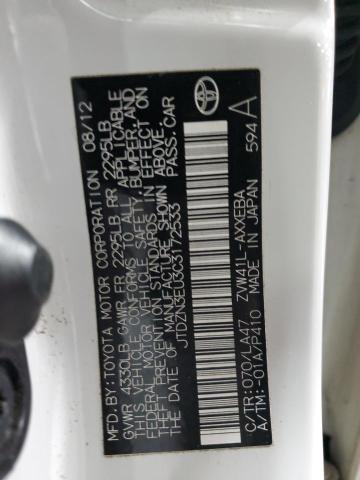 MFD.BY:TOYOTA MOTOR CORPORATION 08/12
GVWR 4330LB GAWR FR 2295LB RR 2295LB
THIS VEHICLE CONFORMS TO ALL APPLICABLE
FEDERAL MOTOR VEHICLE SAFETY, BUMPER, AND THEFT
PREVENTION STANDARDS IN EFFECT ON
THE DATE OF MANUFACTURE SHOWN ABOVE.
JTDZN3EU3C3172533 PASS.CAR
C/TR:070/LA47 ZVW41L-AXXEBA
A/TM:-01A/P410 MADE IN JAPAN 594 A